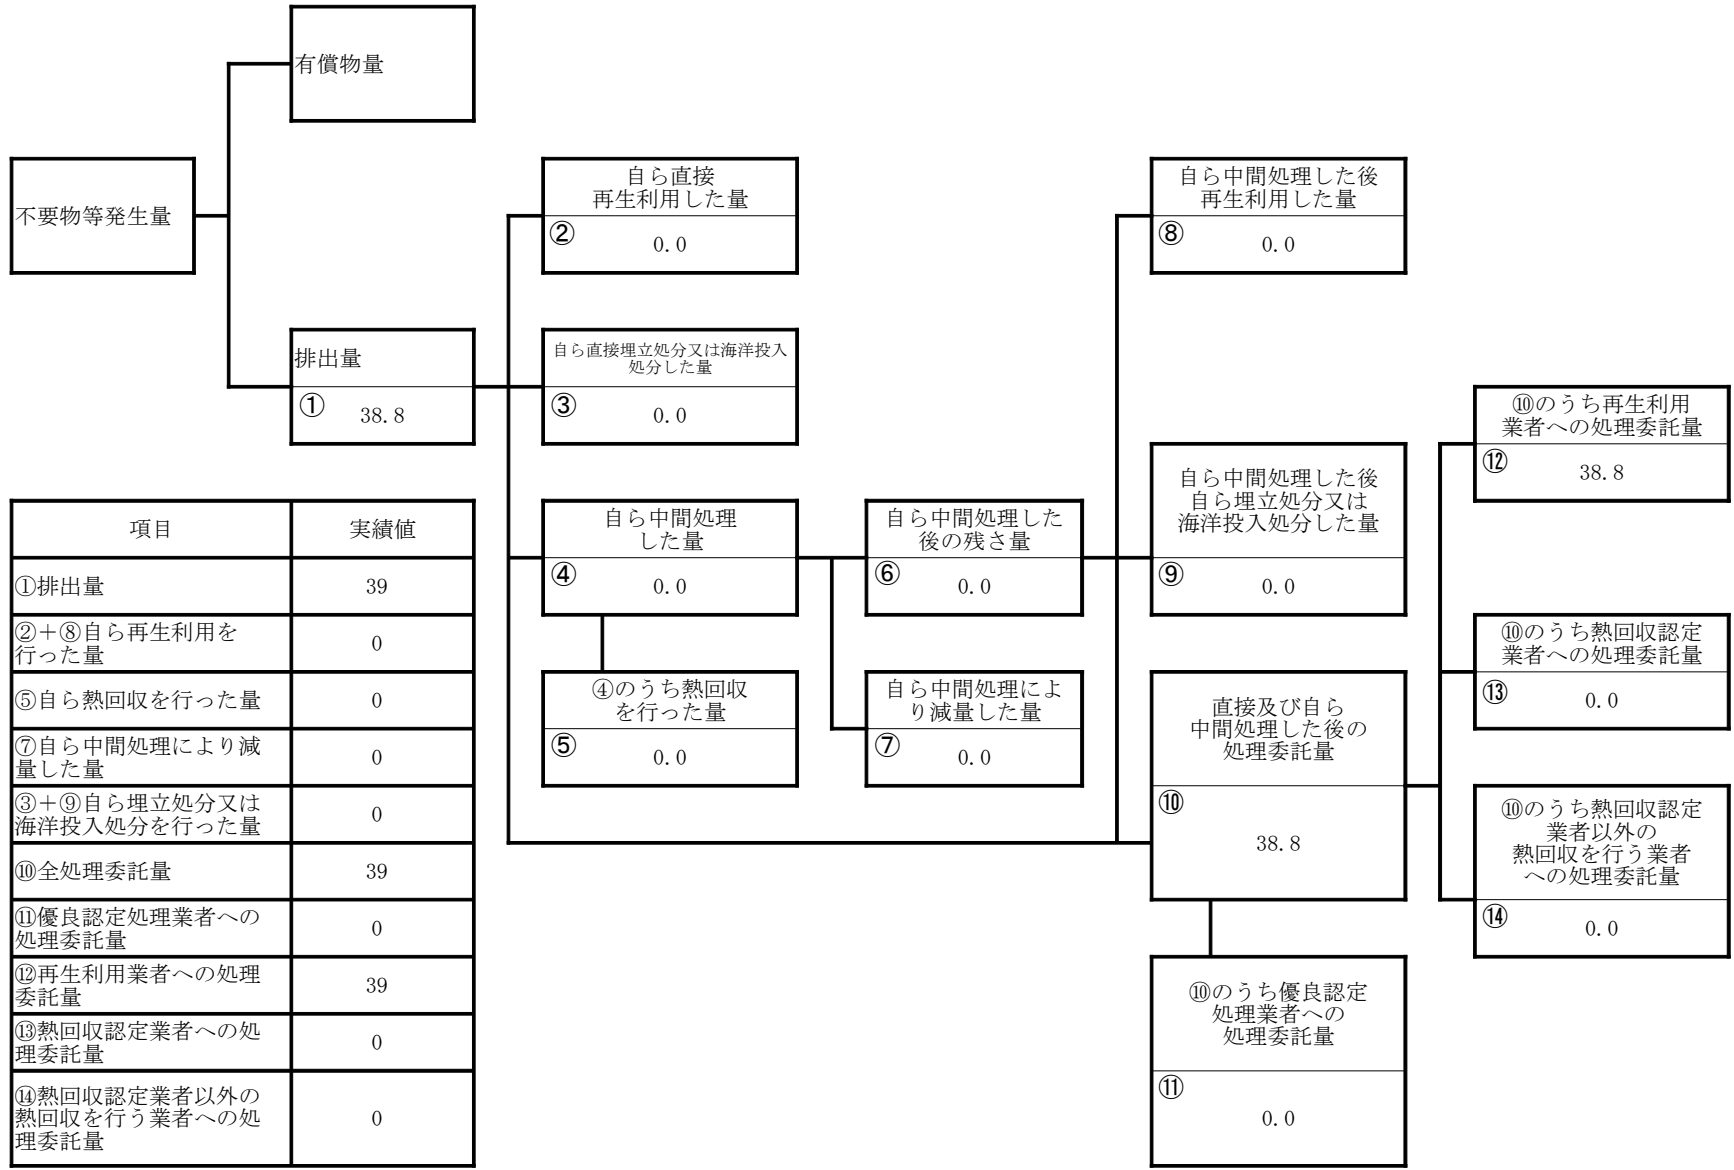 有償物量
不要物等発生量
排出量
①
38.8
自ら直接
再生利用した量
②
0.0
自ら直接埋立処分又は海洋投入
処分した量
③
0.0
自ら中間処理
した量
④
0.0
④のうち熱回収
を行った量
⑤
0.0
自ら中間処理した
後の残さ量
⑥
0.0
自ら中間処理によ
り減量した量
⑦
0.0
自ら中間処理した後
再生利用した量
⑧
0.0
自ら中間処理した後
自ら埋立処分又は
海洋投入処分した量
⑨
0.0
直接及び自ら
中間処理した後の
処理委託量
⑩
38.8
⑩のうち優良認定
処理業者への
処理委託量
⑪
0.0
⑩のうち再生利用
業者への処理委託量
⑫
38.8
⑩のうち熱回収認定
業者への処理委託量
⑬
0.0
⑩のうち熱回収認定
業者以外の
熱回収を行う業者
への処理委託量
⑭
0.0
項目 実績値
①排出量 39
②+⑧自ら再生利用を
行った量 0
⑤自ら熱回収を行った量 0
⑦自ら中間処理により減
量した量 0
③+⑨自ら埋立処分又は
海洋投入処分を行った量 0
⑩全処理委託量 39
⑪優良認定処理業者への
処理委託量 0
⑫再生利用業者への処理
委託量 39
⑬熱回収認定業者への処
理委託量 0
⑭熱回収認定業者以外の
熱回収を行う業者への処
理委託量 0